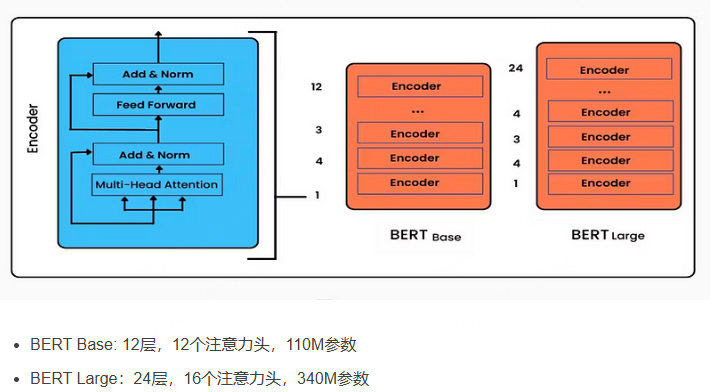 Encoder
Add & Norm
Feed Forward
Add & Norm
Multi-Head Attention
12 Encoder
...
3 Encoder
4 Encoder
1 Encoder
BERT Base
24 Encoder
...
4 Encoder
3 Encoder
4 Encoder
1 Encoder
BERT Large
• BERT Base: 12层，12个注意力头，110M参数
• BERT Large：24层，16个注意力头，340M参数